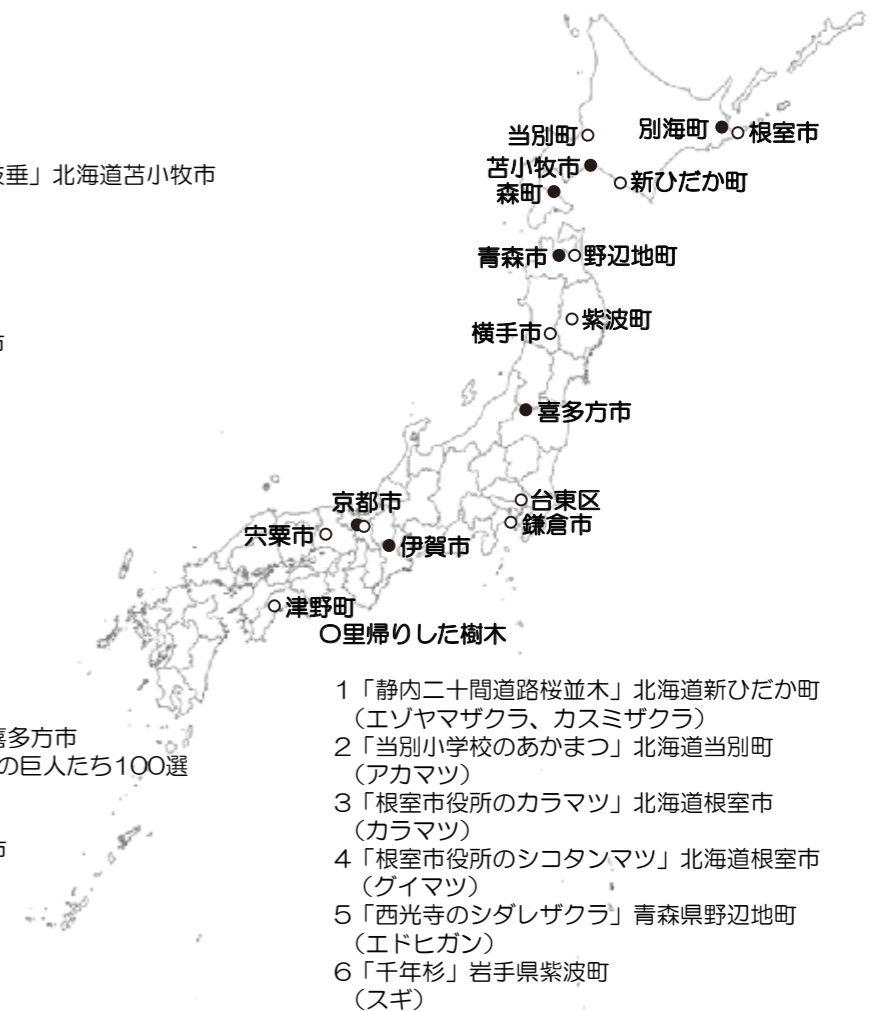 当別町
別海町
根室市
苫小牧市
新ひだか町
森町
枝垂」北海道苫小牧市
青森市
野辺地町
紫波町
横手市
市
喜多方市
台東区
京都市
鎌倉市
宍粟市
伊賀市
津野町
○里帰りした樹木
喜多方市
の巨人たち100選
市
1「静内二十間道路桜並木」北海道新ひだか町
（エゾヤマザクラ、カスミザクラ）
2「当別小学校のあかまつ」北海道当別町
（アカマツ）
3「根室市役所のカラマツ」北海道根室市
（カラマツ）
4「根室市役所のシコタンマツ」北海道根室市
（グイマツ）
5「西光寺のシダレザクラ」青森県野辺地町
（エドヒガン）
6「千年杉」岩手県紫波町
（スギ）